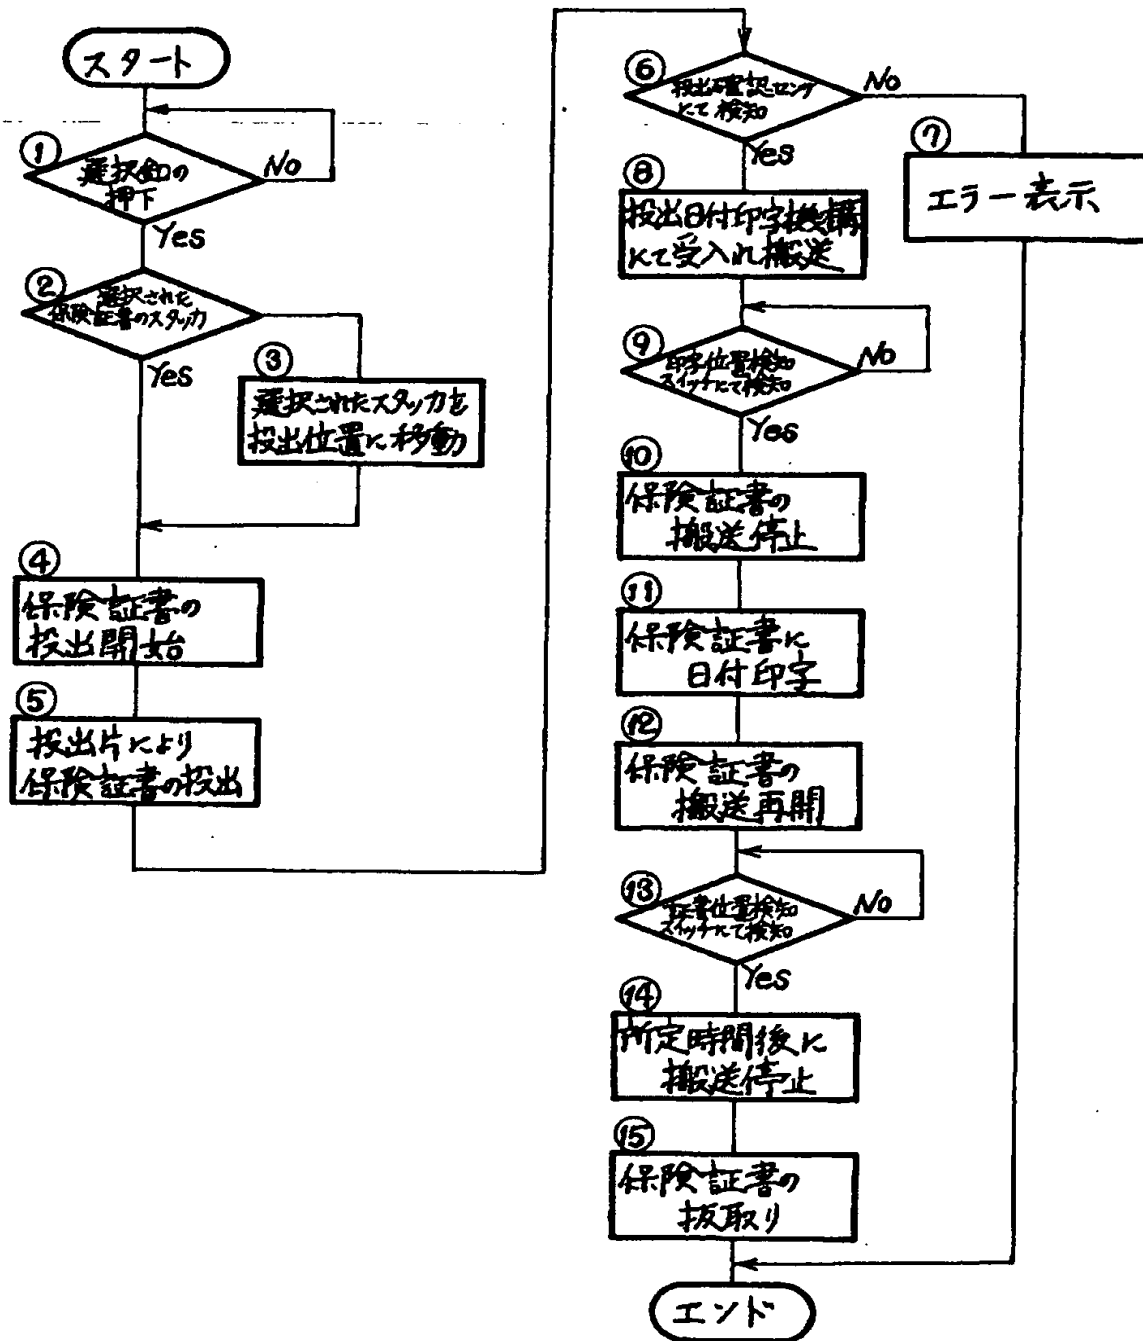 スタート
①
選択釦の
押下
No
Yes
②
選択された
保険証書のスタッカ
Yes
③
選択されたスタッカを
投出位置に移動
④
保険証書の
投出開始
⑤
投出片により
保険証書の投出
⑥
投出確認センサ
にて検知
No
Yes
⑦
エラー表示
⑧
投出日付印字機構
にて受入れ搬送
⑨
印字位置検知
スイッチにて検知
No
Yes
⑩
保険証書の
搬送停止
⑪
保険証書に
日付印字
⑫
保険証書の
搬送再開
⑬
証書位置検知
スイッチにて検知
No
Yes
⑭
所定時間後に
搬送停止
⑮
保険証書の
抜取り
エンド